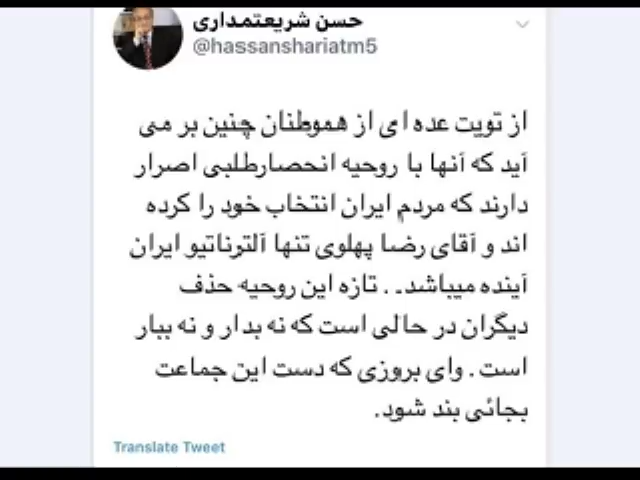 حسن شریعتمداری
@hassanshariatm5
از تویت عده ای از هموطنان چنین بر می
آید که آنها با روحیه انحصارطلبی اصرار
دارند که مردم ایران انتخاب خود را کرده
اند و آقای رضا پهلوی تنها آلترناتیو ایران
آینده میباشد. . تازه این روحیه حذف
دیگران در حالی است که نه بدار و نه ببار
است. وای بروزی که دست این جماعت
بجائی بند شود.
Translate Tweet